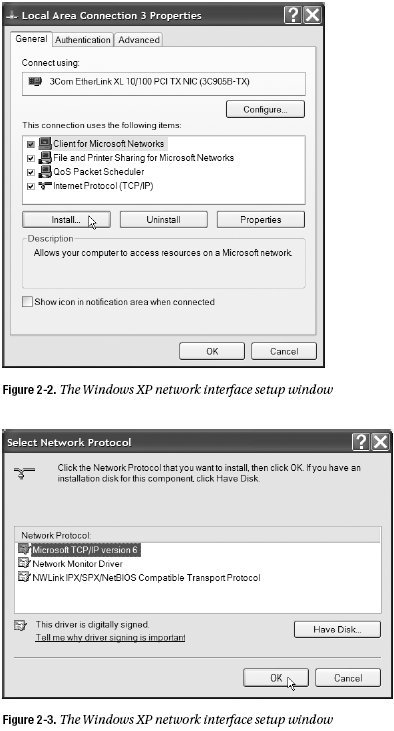 Local Area Connection 3 Properties
General
Authentication
Advanced
Connect using:
3Com EtherLink XL 10/100 PCI TX NIC (3C905B-TX)
Configure...
This connection uses the following items:
Client for Microsoft Networks
File and Printer Sharing for Microsoft Networks
QoS Packet Scheduler
Internet Protocol (TCP/IP)
Install...
Uninstall
Properties
Description
Allows your computer to access resources on a Microsoft network.
Show icon in notification area when connected
OK
Cancel
Figure 2-2. The Windows XP network interface setup window
Select Network Protocol
Click the Network Protocol that you want to install, then click OK. If you have an
installation disk for this component, click Have Disk.
Network Protocol:
Microsoft TCP/IP version 6
Network Monitor Driver
NWLink IPX/SPX/NetBIOS Compatible Transport Protocol
This driver is digitally signed.
Tell me why driver signing is important
Have Disk...
OK
Cancel
Figure 2-3. The Windows XP network interface setup window